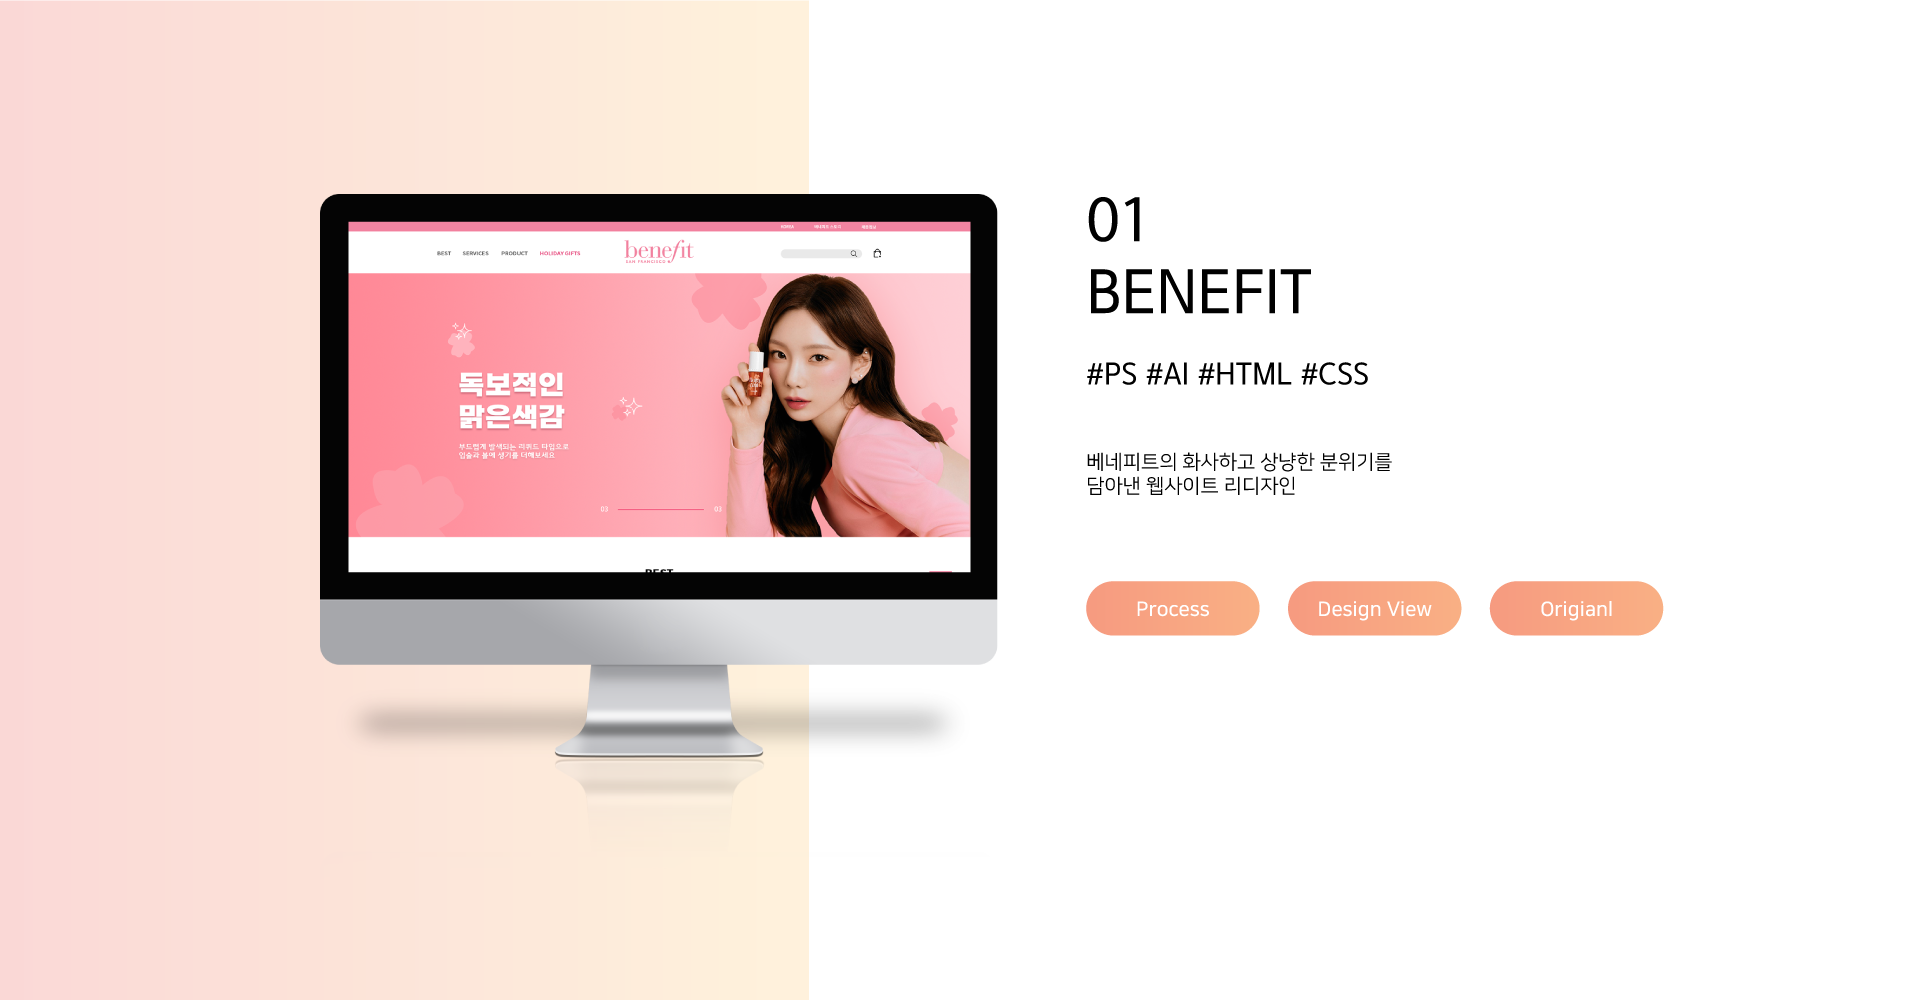 BEST SERVICES PRODUCT HOLIDAY GIFTS
benefit
SAN FRANCISCO
독보적인
맑은색감
부드럽게 발색되는 리퀴드 타입으로
입술과 볼에 생기를 더해보세요
03 03
BEST
01
BENEFIT
#PS #AI #HTML #CSS
베네피트의 화사하고 상냥한 분위기를
담아낸 웹사이트 리디자인
Process
Design View
Origianl